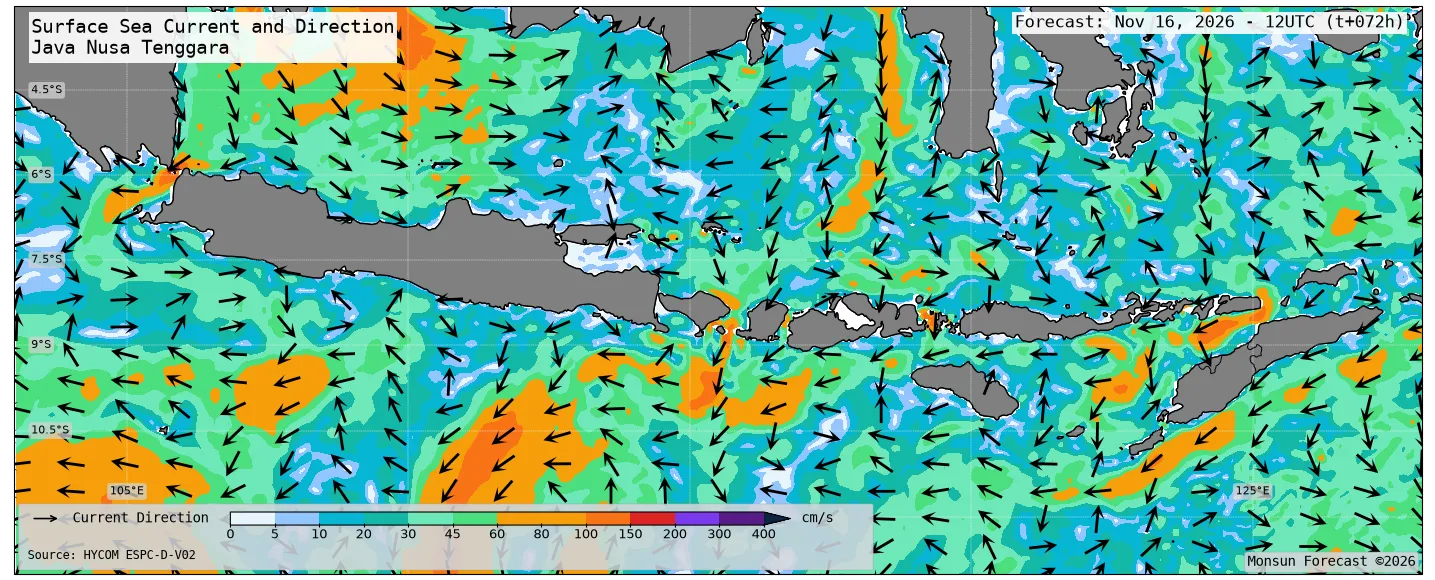 Surface Sea Current and Direction
Java Nusa Tenggara
Forecast: Nov 16, 2026 - 12UTC (t+072h)
4.5°S
6°S
7.5°S
9°S
10.5°S
105°E
125°E
Current Direction
0 5 10 20 30 45 60 80 100 150 200 300 400 cm/s
Source: HYCOM ESPC-D-V02
Monsun Forecast ©2026